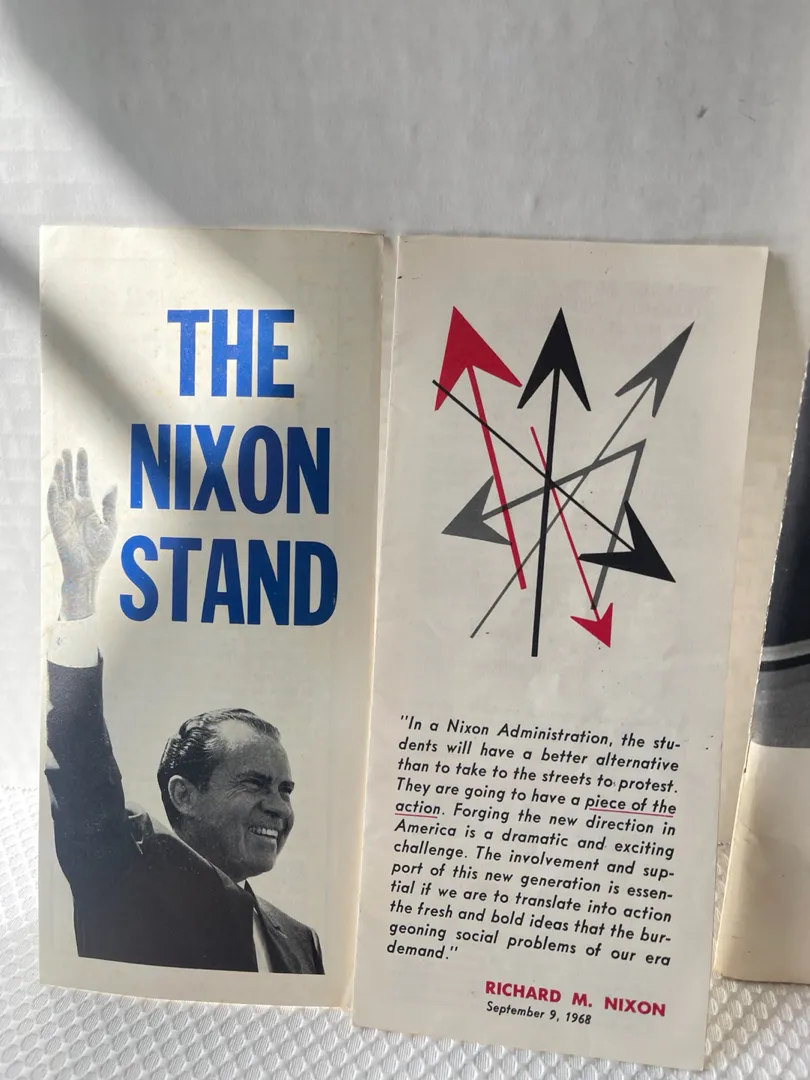 THE
NIXON
STAND
"In a Nixon Administration, the stu-
dents will have a better alternative
than to take to the streets to protest.
They are going to have a piece of the
action. Forging the new direction in
America is a dramatic and exciting
challenge. The involvement and sup-
port of this new generation is essen-
tial if we are to translate into action
the fresh and bold ideas that the bur-
geoning social problems of our era
demand."
RICHARD M. NIXON
September 9, 1968